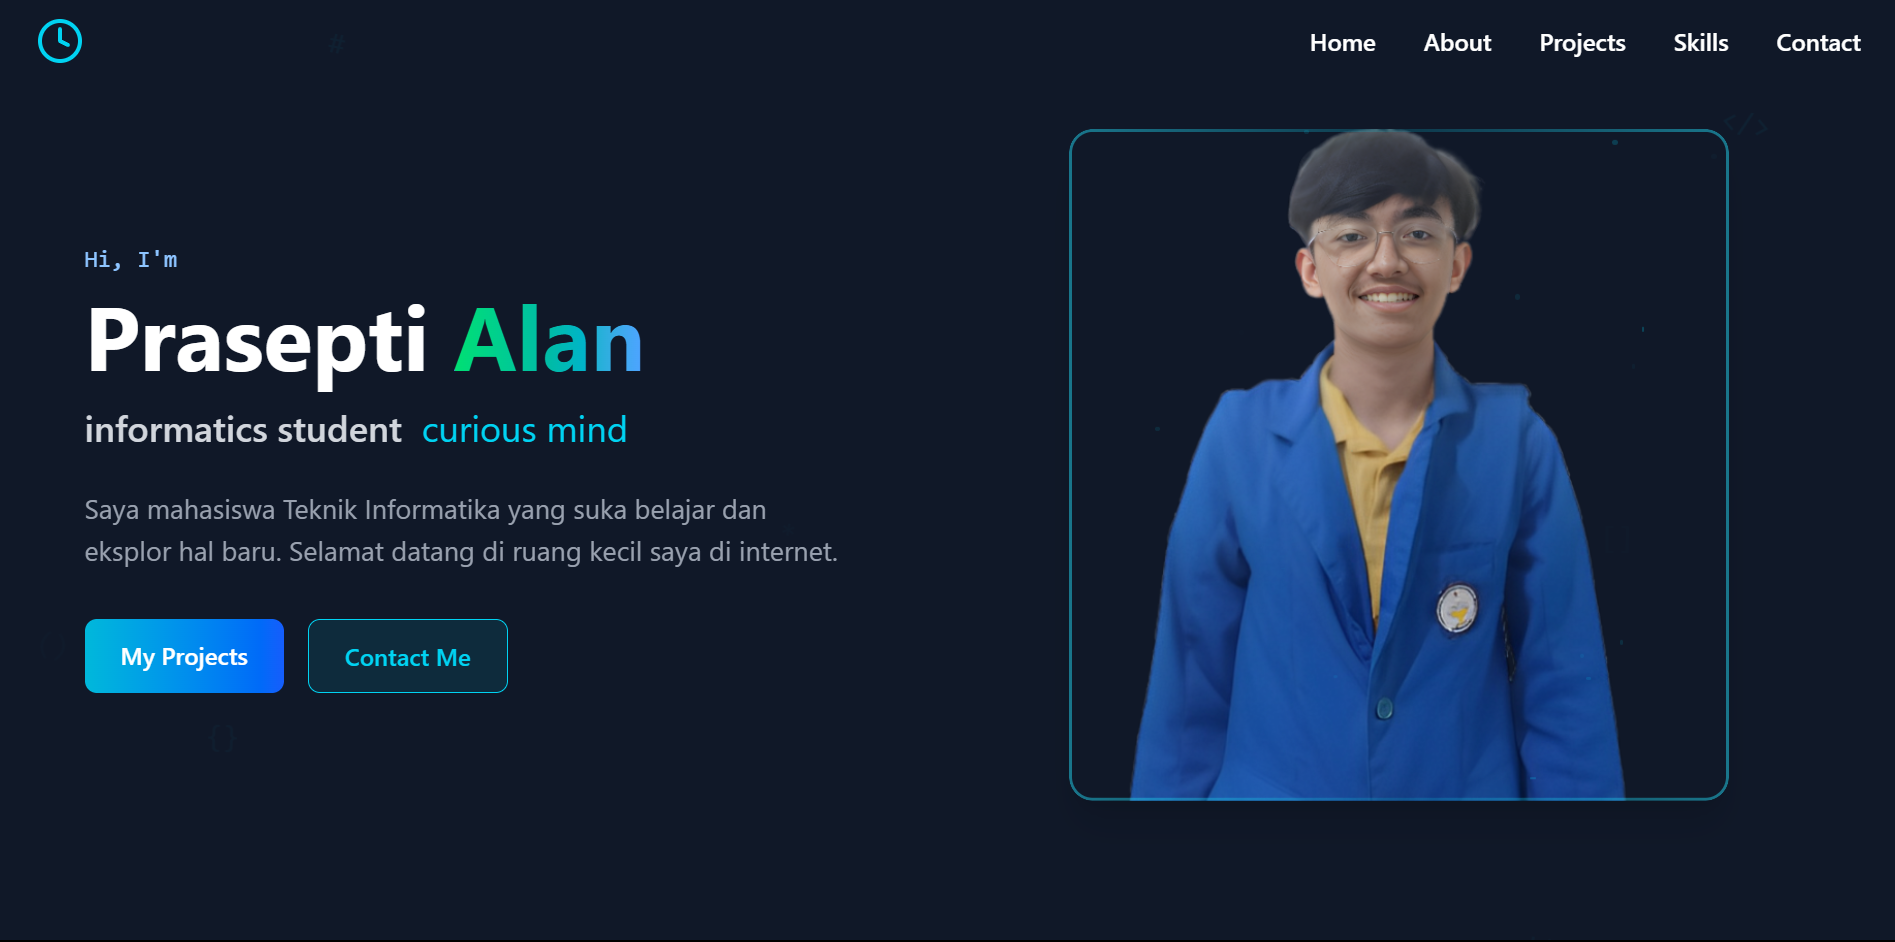 #
Home About Projects Skills Contact
</>
Hi, I'm
Prasepti Alan
informatics student curious mind
Saya mahasiswa Teknik Informatika yang suka belajar dan
eksplor hal baru. Selamat datang di ruang kecil saya di internet.
()
My Projects Contact Me
{}